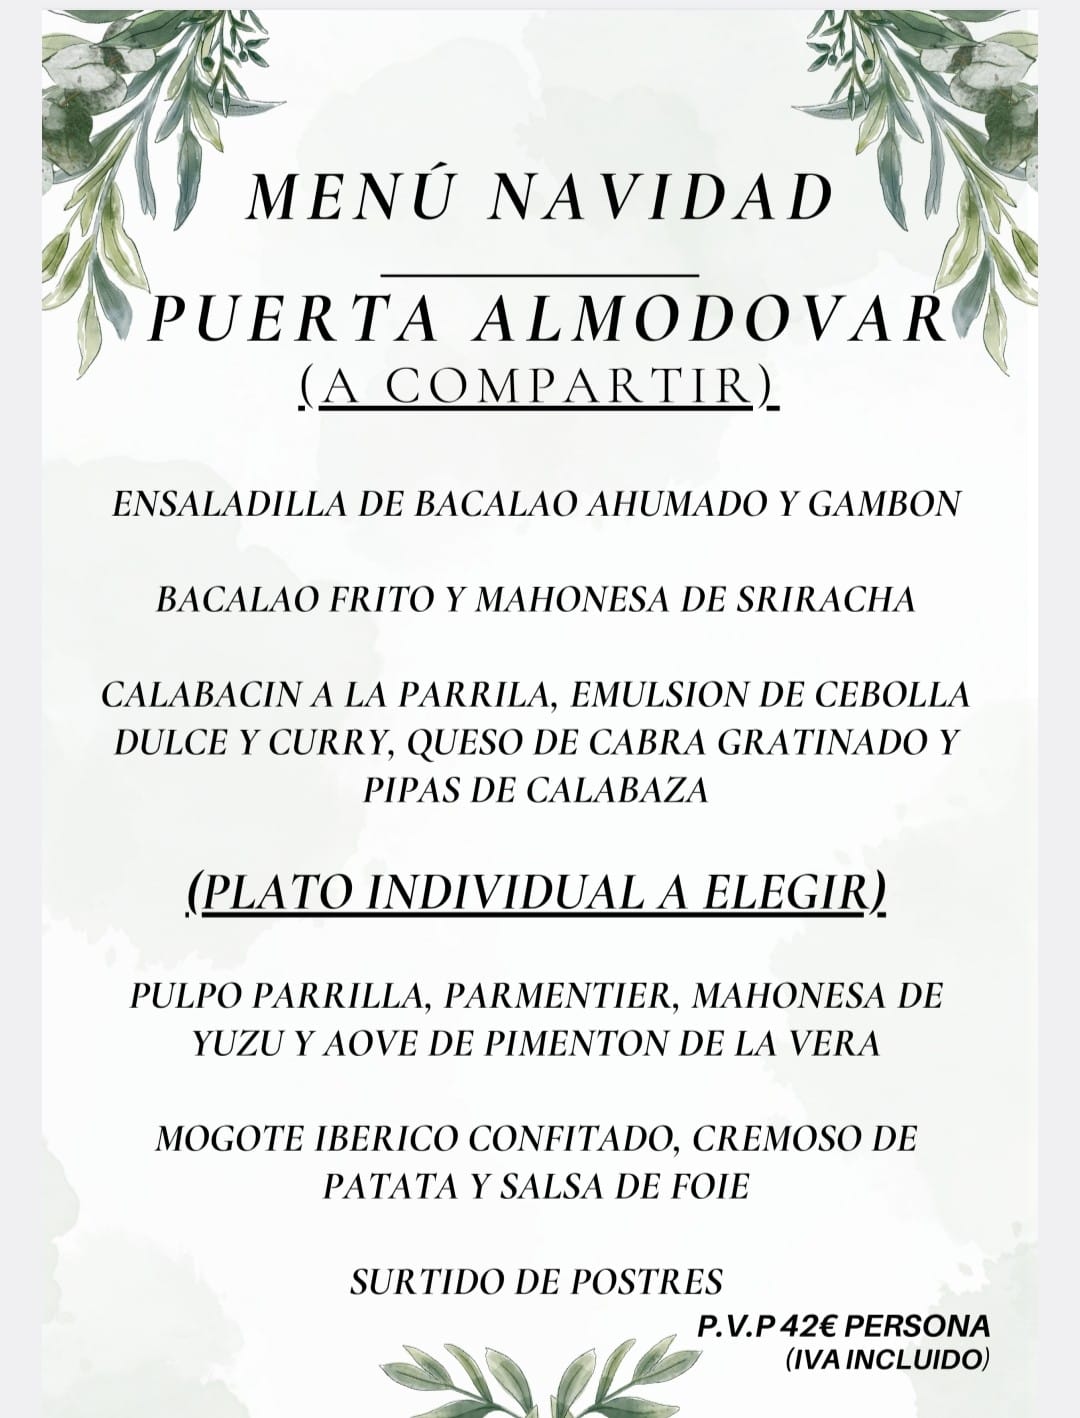 MENÚ NAVIDAD
PUERTA ALMODOVAR
(A COMPARTIR)
ENSALADILLA DE BACALAO AHUMADO Y GAMBON
BACALAO FRITO Y MAHONESA DE SRIRACHA
CALABACIN A LA PARRILA, EMULSION DE CEBOLLA
DULCE Y CURRY, QUESO DE CABRA GRATINADO Y
PIPAS DE CALABAZA
(PLATO INDIVIDUAL A ELEGIR)
PULPO PARRILLA, PARMENTIER, MAHONESA DE
YUZU Y AOVE DE PIMENTON DE LA VERA
MOGOTE IBERICO CONFITADO, CREMOSO DE
PATATA Y SALSA DE FOIE
SURTIDO DE POSTRES
P.V.P 42€ PERSONA
(IVA INCLUIDO)